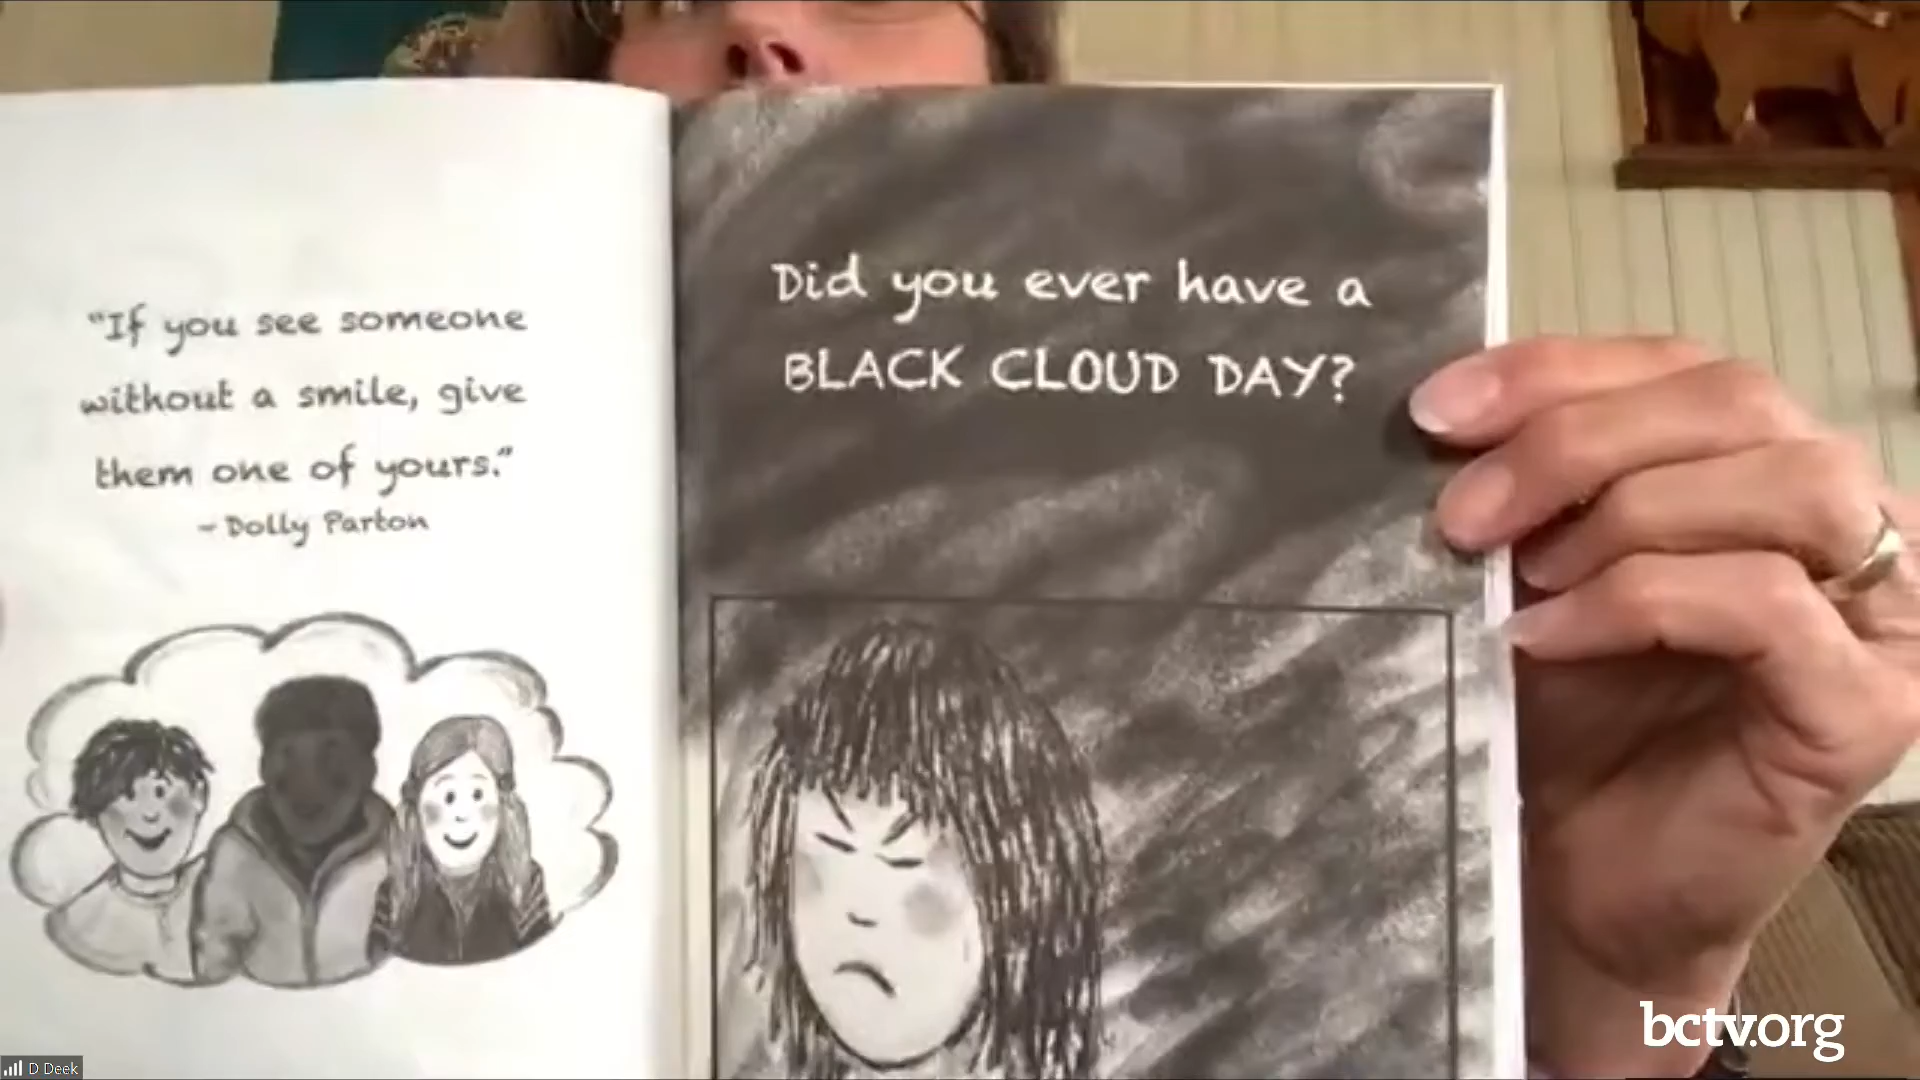 “If you see someone
without a smile, give
them one of yours.”
~ Dolly Parton
Did you ever have a
BLACK CLOUD DAY?
D Deek
bctv.org